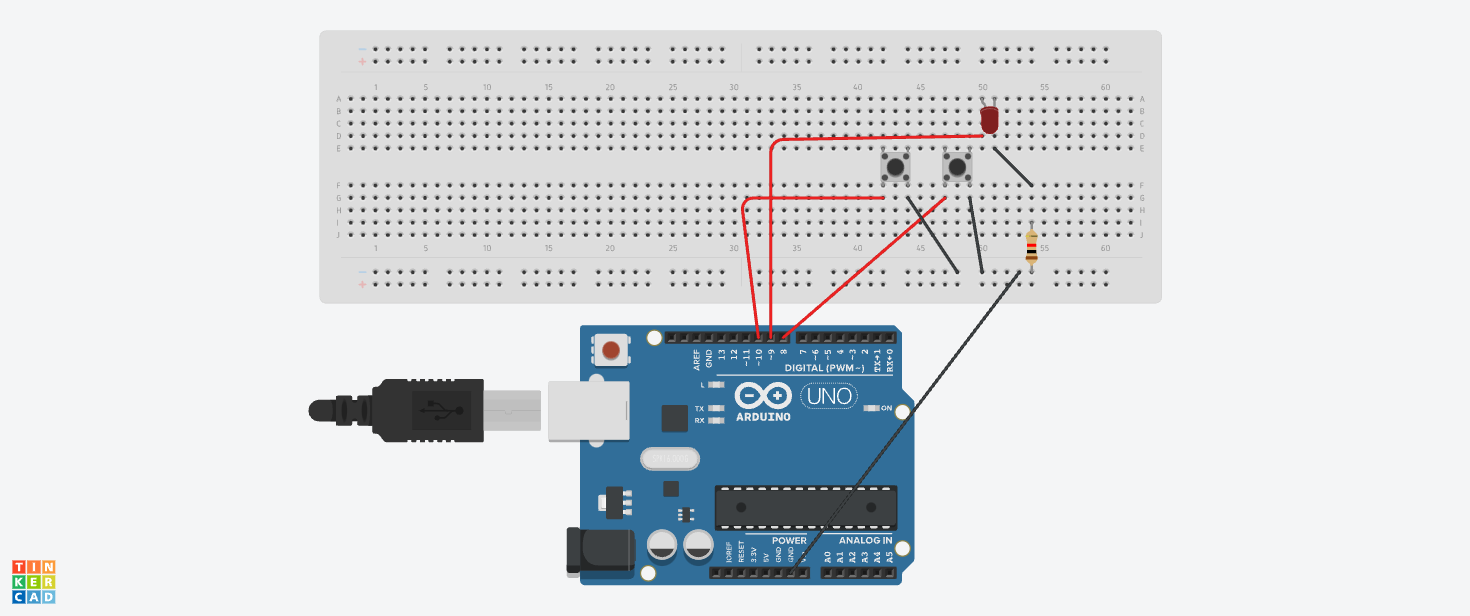 − −
+ +
1 5 10 15 20 25 30 35 40 45 50 55 60
A A
B B
C C
D D
E E
F F
G G
H H
I I
J J
1 5 10 15 20 25 30 35 40 45 50 55 60
−
+
AREF GND 13 12 ~11 ~10 ~9 8 7 ~6 ~5 4 ~3 2 TX→1 RX←0
DIGITAL (PWM~)
L
TX
RX
ARDUINO
UNO
ON
POWER
ANALOG IN
IOREF RESET 3.3V 5V GND GND A0 A1 A2 A3 A4 A5
TIN
KER
CAD